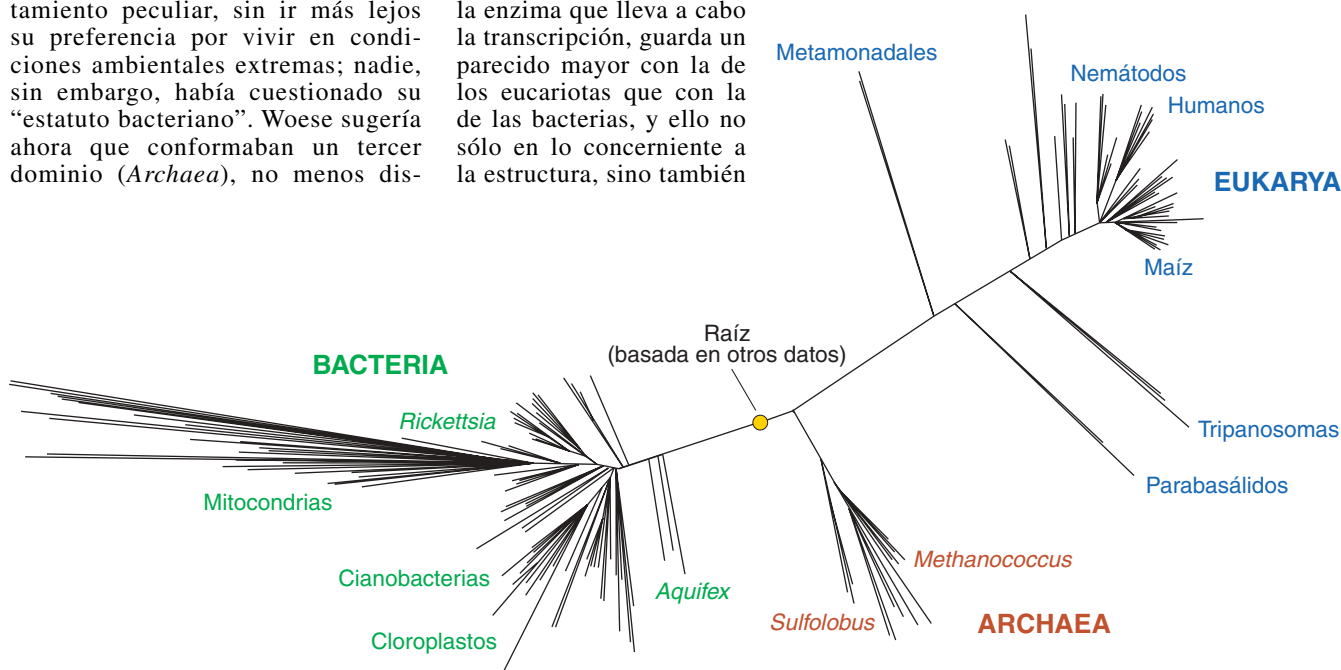 tamiento peculiar, sin ir más lejos
su preferencia por vivir en condi-
ciones ambientales extremas; nadie,
sin embargo, había cuestionado su
“estatuto bacteriano”. Woese sugería
ahora que conformaban un tercer
dominio (Archaea), no menos dis-
la enzima que lleva a cabo
la transcripción, guarda un
parecido mayor con la de
los eucariotas que con la
de las bacterias, y ello no
sólo en lo concerniente a
la estructura, sino también
Metamonadales
Nemátodos
Humanos
EUKARYA
Maíz
Raíz
(basada en otros datos)
BACTERIA
Rickettsia
Tripanosomas
Parabasálidos
Mitocondrias
Methanococcus
Cianobacterias
Aquifex
Sulfolobus
ARCHAEA
Cloroplastos